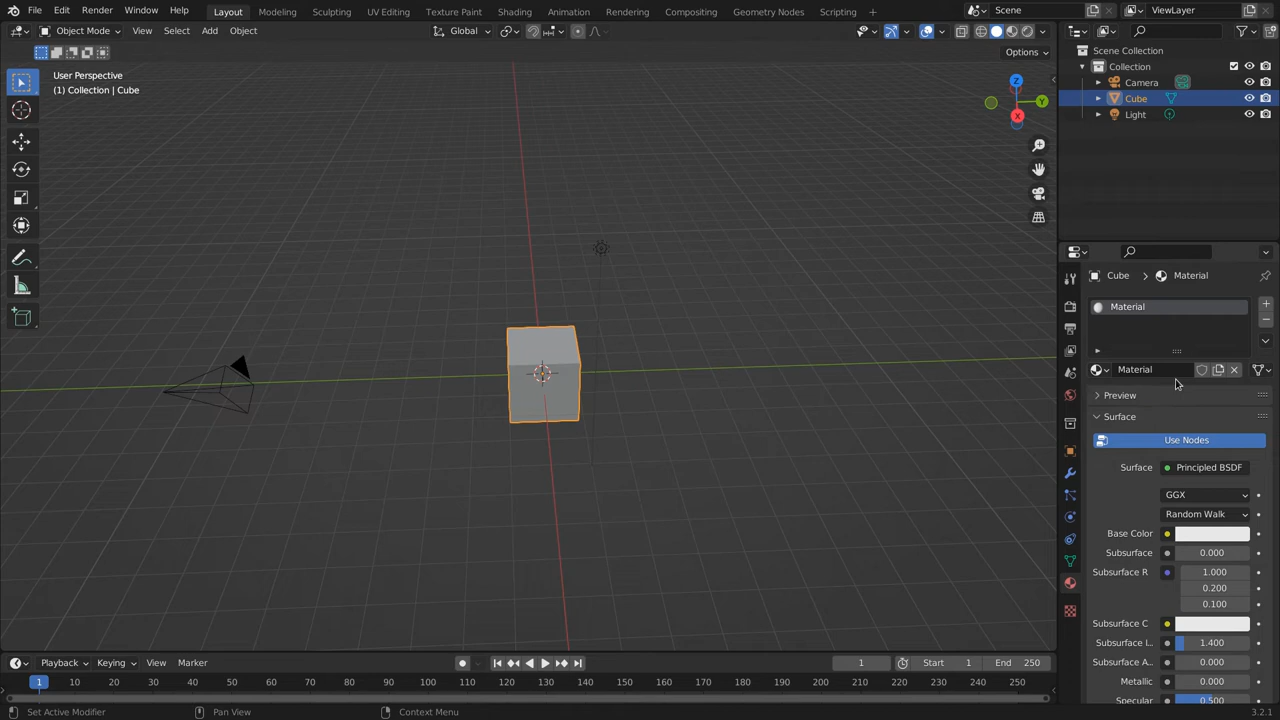 File Edit Render Window Help Layout Modeling Sculpting UV Editing Texture Paint Shading Animation Rendering Compositing Geometry Nodes Scripting Scene ViewLayer
Object Mode View Select Add Object Global
Options
User Perspective
(1) Collection | Cube
Z
Y
X
Scene Collection
Collection
Camera
Cube
Light
Cube Material
Material
Material
Preview
Surface
Use Nodes
Surface Principled BSDF
GGX
Random Walk
Base Color
Subsurface 0.000
Subsurface R 1.000
0.200
0.100
Subsurface C
Subsurface I.. 1.400
Subsurface A.. 0.000
Metallic 0.000
Specular 0.500
Playback Keying View Marker 1 Start 1 End 250
1 10 20 30 40 50 60 70 80 90 100 110 120 130 140 150 160 170 180 190 200 210 220 230 240 250
Set Active Modifier Pan View Context Menu 3.2.1